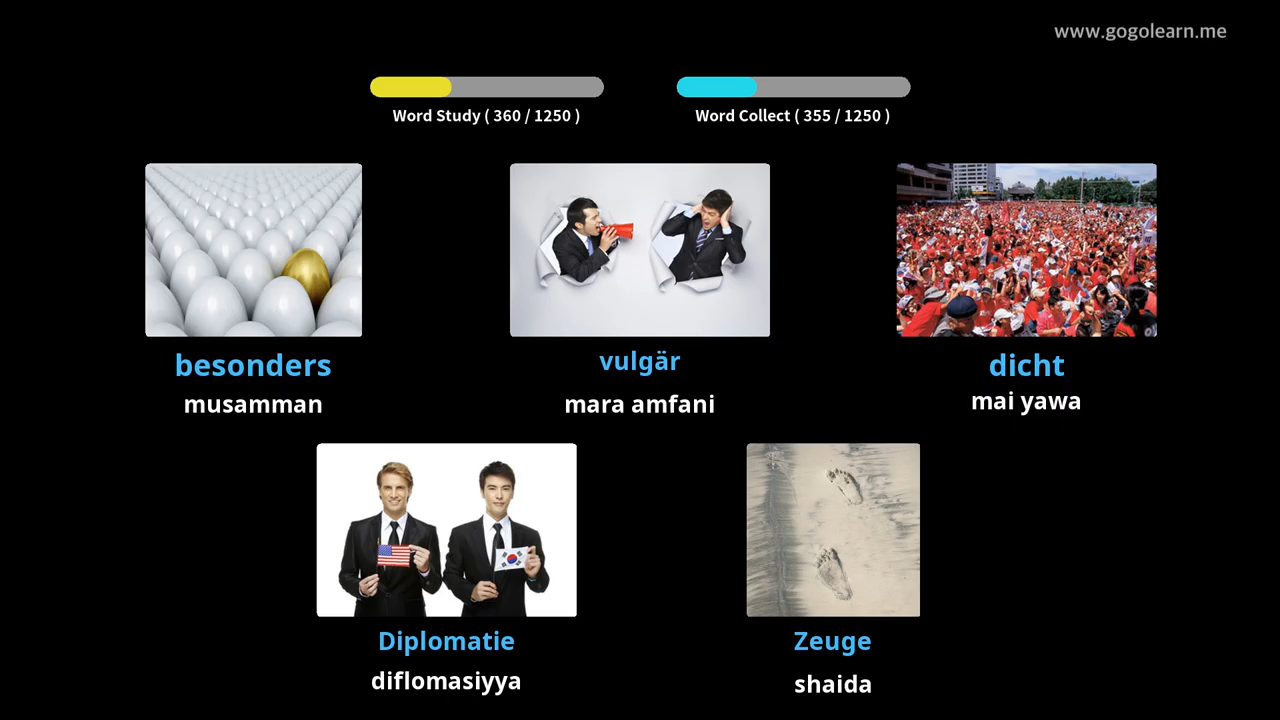 www.gogolearn.me
Word Study ( 360 / 1250 )
Word Collect ( 355 / 1250 )
besonders
musamman
vulgär
mara amfani
dicht
mai yawa
Diplomatie
diflomasiyya
Zeuge
shaida